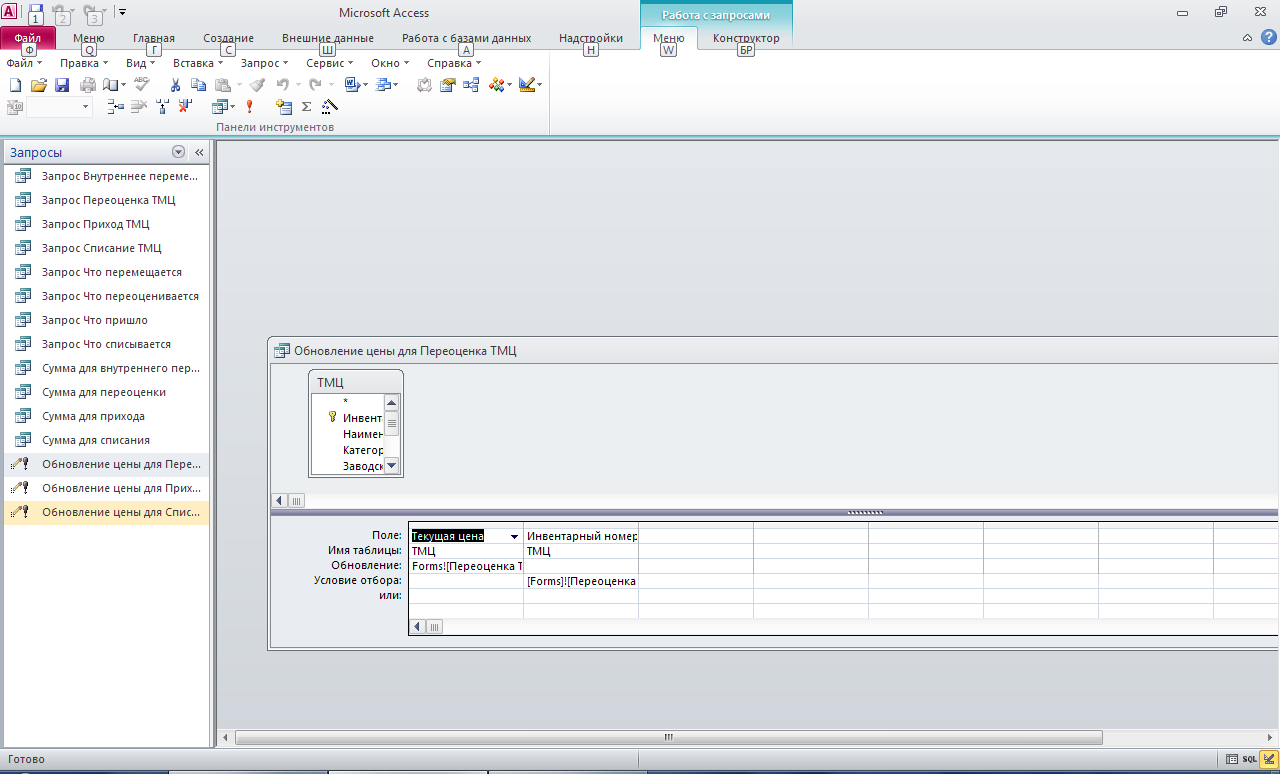 Microsoft Access
Работа с запросами
1 2 3
Файл Меню Главная Создание Внешние данные Работа с базами данных Надстройки Меню Конструктор
Ф Q Г С Ш А Н W БР
Файл Правка Вид Вставка Запрос Сервис Окно Справка
Панели инструментов
Запросы
Запрос Внутреннее переме...
Запрос Переоценка ТМЦ
Запрос Приход ТМЦ
Запрос Списание ТМЦ
Запрос Что перемещается
Запрос Что переоценивается
Запрос Что пришло
Запрос Что списывается
Сумма для внутреннего пер...
Сумма для переоценки
Сумма для прихода
Сумма для списания
Обновление цены для Пере...
Обновление цены для Прих...
Обновление цены для Спис...
Обновление цены для Переоценка ТМЦ
ТМЦ
*
Инвент
Наимен
Категор
Заводск
Поле: Текущая цена Инвентарный номер
Имя таблицы: ТМЦ ТМЦ
Обновление: Forms![Переоценка Т
Условие отбора: [Forms]![Переоценка
или:
Готово
SQL